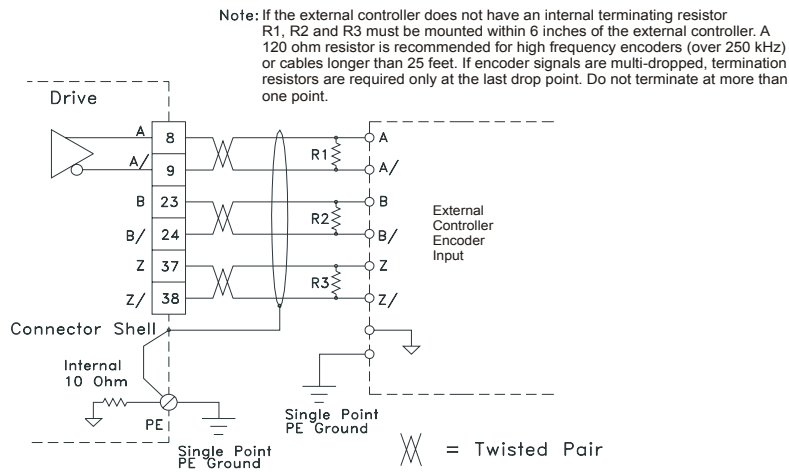 Note: If the external controller does not have an internal terminating resistor
R1, R2 and R3 must be mounted within 6 inches of the external controller. A
120 ohm resistor is recommended for high frequency encoders (over 250 kHz)
or cables longer than 25 feet. If encoder signals are multi-dropped, termination
resistors are required only at the last drop point. Do not terminate at more than
one point.
Drive
A 8 A
R1
A/ 9 A/
B 23 B
R2
B/ 24 B/
Z 37 Z
R3
Z/ 38 Z/
External
Controller
Encoder
Input
Connector Shell
Internal
10 Ohm
PE
Single Point
PE Ground
Single Point
PE Ground
= Twisted Pair